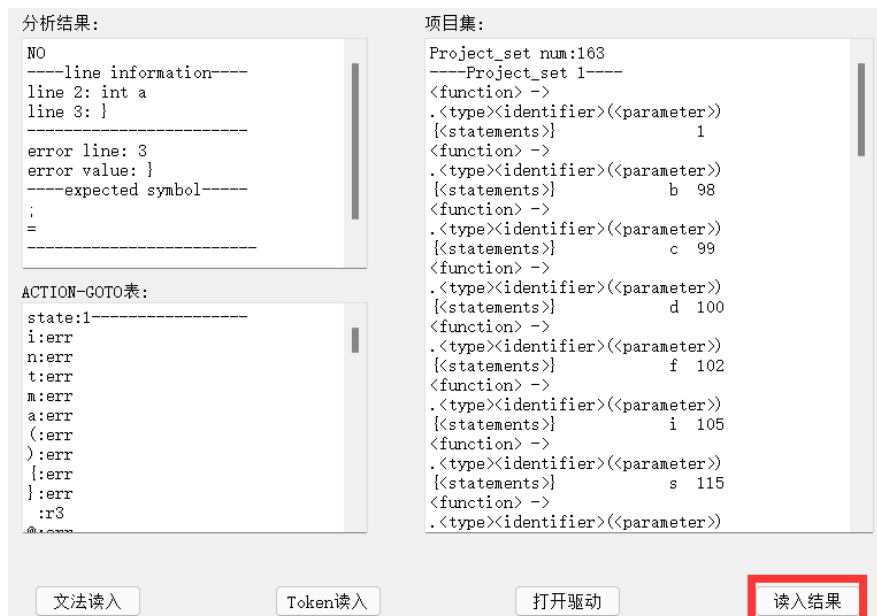 分析结果:
NO
----line information----
line 2: int a
line 3: }
------------------------
error line: 3
error value: }
----expected symbol-----
;
=
-------------------------
ACTION-GOTO表:
state:1-----------------
i:err
n:err
t:err
m:err
a:err
(:err
):err
{:err
}:err
 :r3
项目集:
Project_set num:163
----Project_set 1----
<function> ->
.<type><identifier>(<parameter>)
{<statements>} 1
<function> ->
.<type><identifier>(<parameter>)
{<statements>} b 98
<function> ->
.<type><identifier>(<parameter>)
{<statements>} c 99
<function> ->
.<type><identifier>(<parameter>)
{<statements>} d 100
<function> ->
.<type><identifier>(<parameter>)
{<statements>} f 102
<function> ->
.<type><identifier>(<parameter>)
{<statements>} i 105
<function> ->
.<type><identifier>(<parameter>)
{<statements>} s 115
<function> ->
.<type><identifier>(<parameter>)
文法读入 Token读入 打开驱动 读入结果